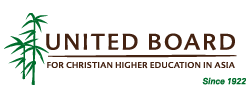 UNITED BOARD
FOR CHRISTIAN HIGHER EDUCATION IN ASIA
Since 1922